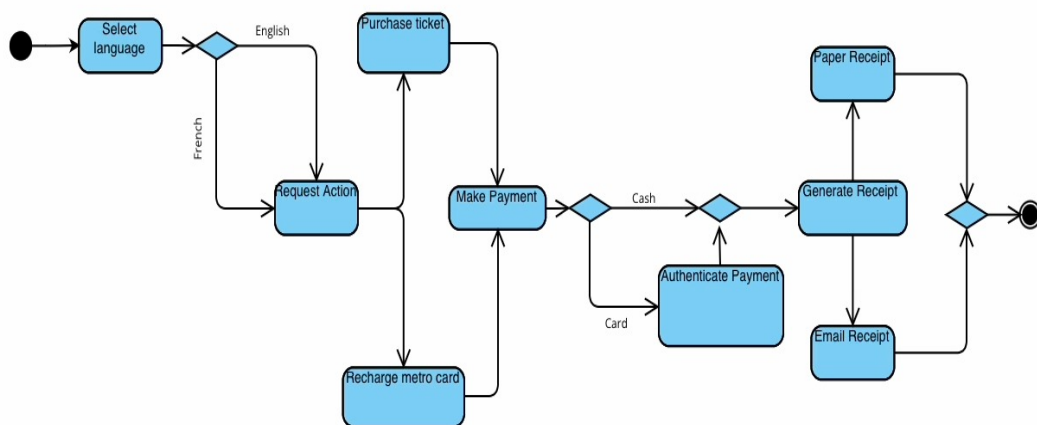 Select
language
English
French
Request Action
Purchase ticket
Recharge metro card
Make Payment
Cash
Card
Authenticate Payment
Generate Receipt
Paper Receipt
Email Receipt